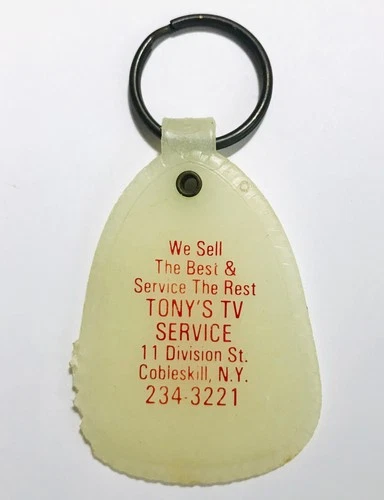 We Sell
The Best &
Service The Rest
TONY'S TV
SERVICE
11 Division St.
Cobleskill, N.Y.
234-3221